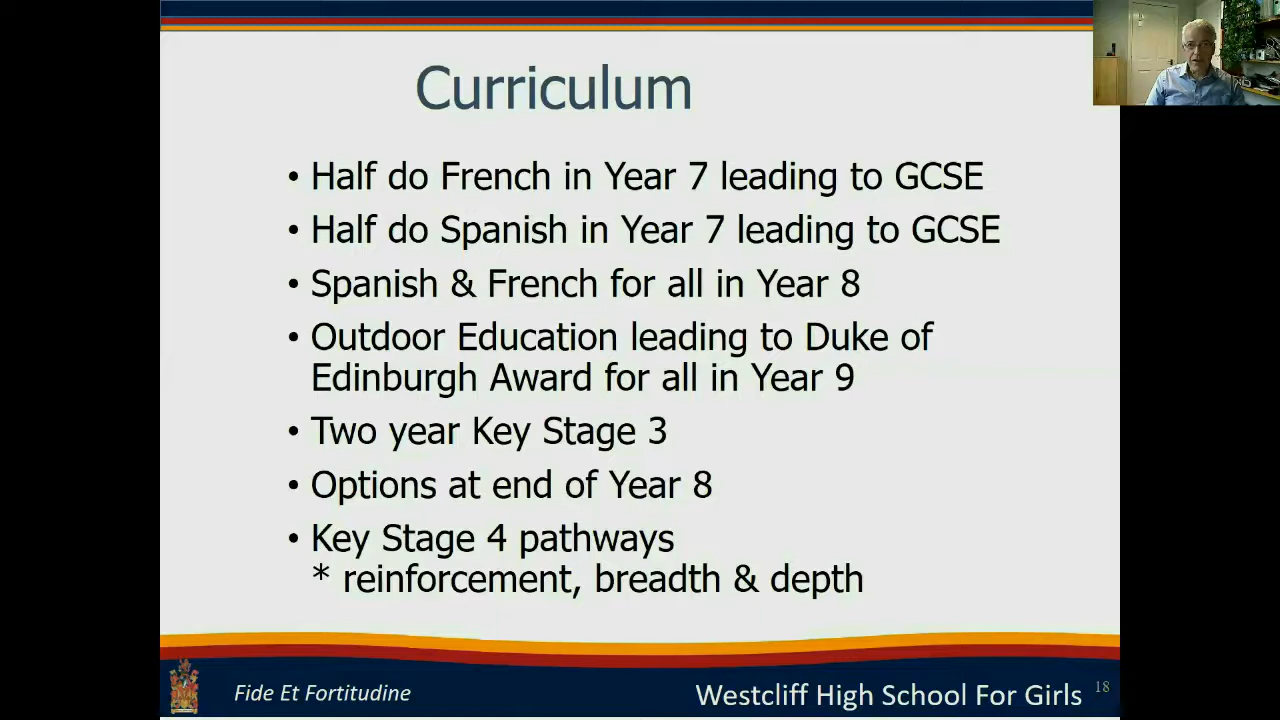 Curriculum
• Half do French in Year 7 leading to GCSE
• Half do Spanish in Year 7 leading to GCSE
• Spanish & French for all in Year 8
• Outdoor Education leading to Duke of
Edinburgh Award for all in Year 9
• Two year Key Stage 3
• Options at end of Year 8
• Key Stage 4 pathways
* reinforcement, breadth & depth
Fide Et Fortitudine
Westcliff High School For Girls
18